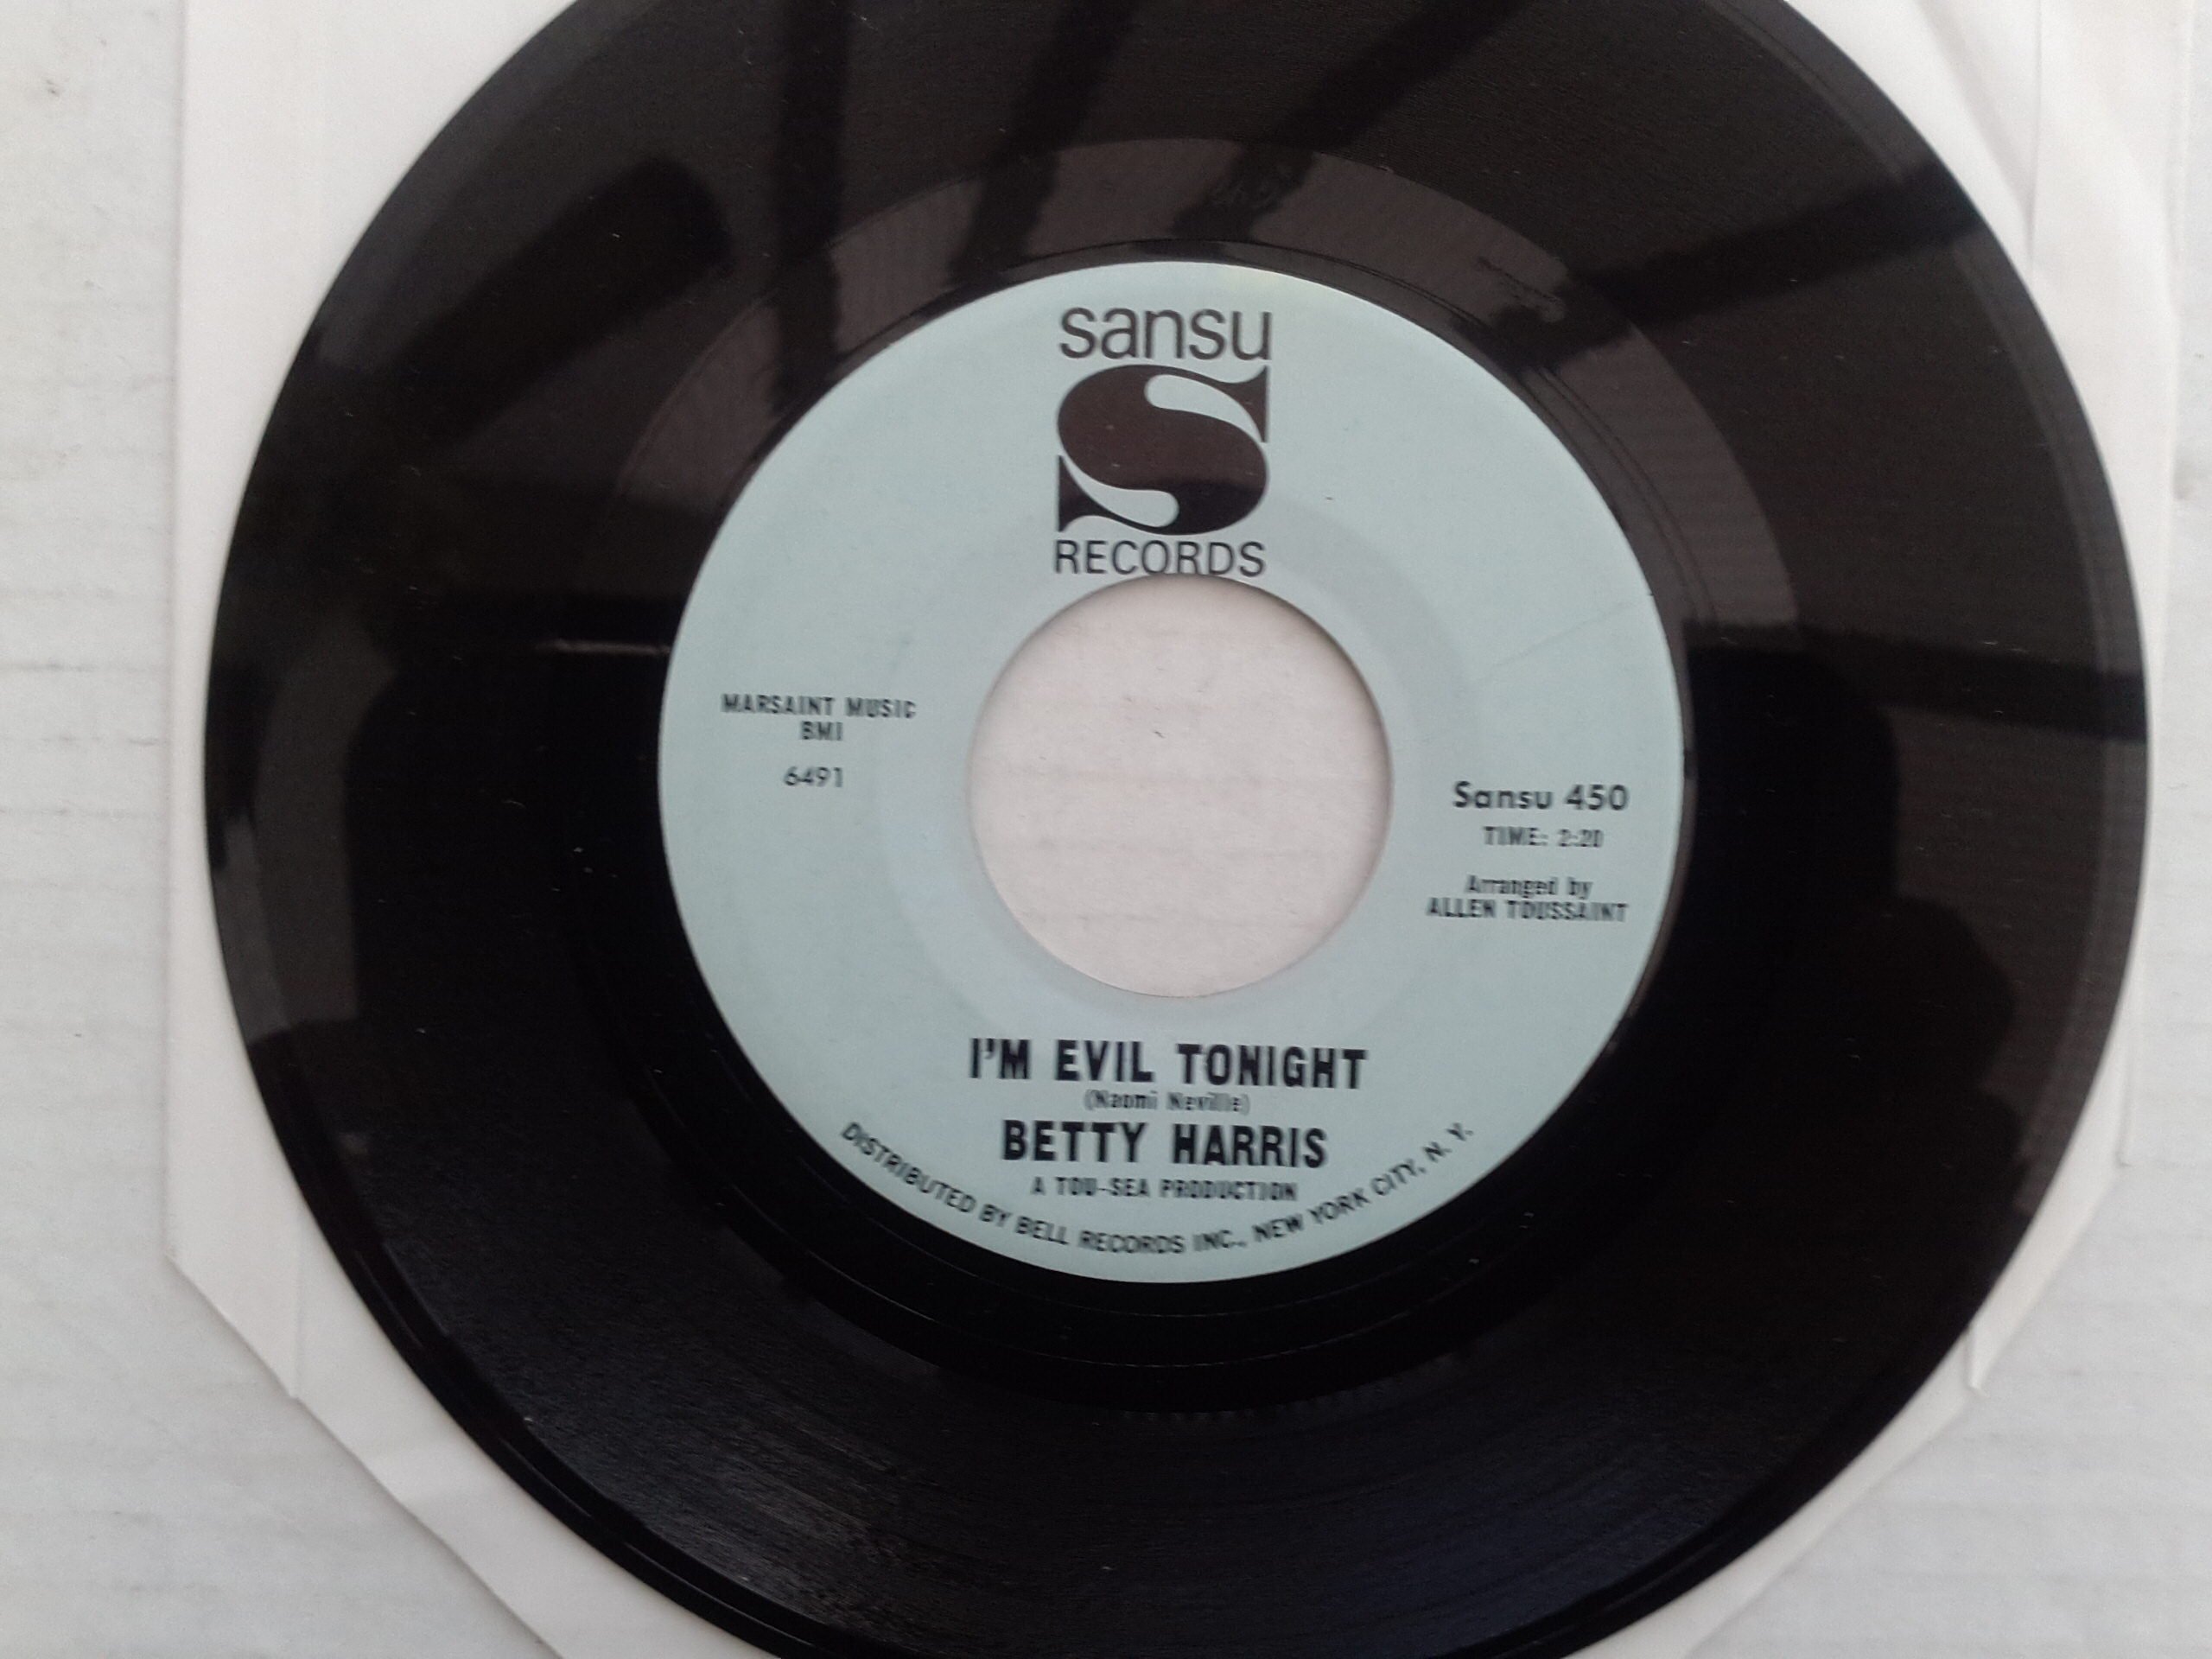 sansu
S
RECORDS
MARSAINT MUSIC
BMI
6491
Sansu 450
TIME: 2:20
Arranged by
ALLEN TOUSSAINT
I'M EVIL TONIGHT
(Naomi Neville)
BETTY HARRIS
A TOU-SEA PRODUCTION
DISTRIBUTED BY BELL RECORDS INC., NEW YORK CITY, N. Y.